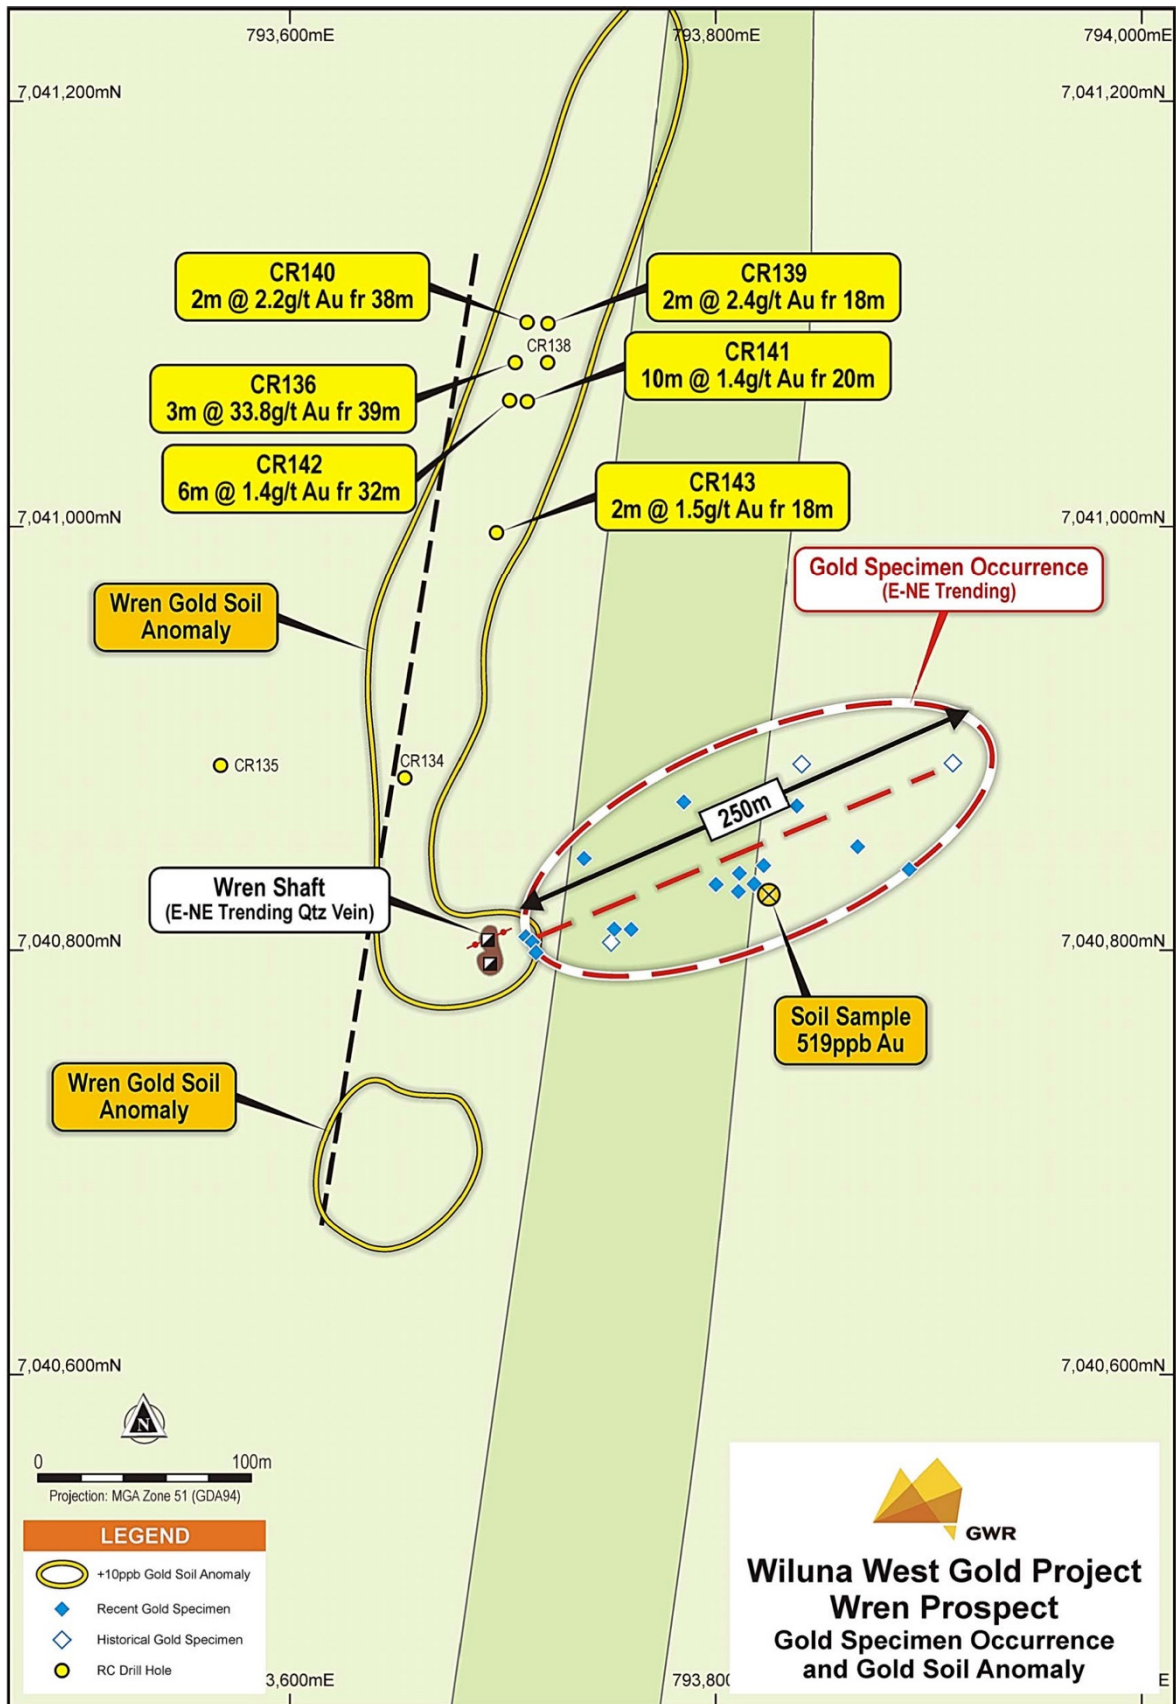 793,600mE
793,800mE
794,000mE
7,041,200mN
7,041,200mN
CR140
2m @ 2.2g/t Au fr 38m
CR139
2m @ 2.4g/t Au fr 18m
CR138
CR136
3m @ 33.8g/t Au fr 39m
CR141
10m @ 1.4g/t Au fr 20m
CR142
6m @ 1.4g/t Au fr 32m
CR143
2m @ 1.5g/t Au fr 18m
7,041,000mN
7,041,000mN
Gold Specimen Occurrence
(E-NE Trending)
Wren Gold Soil
Anomaly
CR135
CR134
250m
Wren Shaft
(E-NE Trending Qtz Vein)
7,040,800mN
7,040,800mN
Soil Sample
519ppb Au
Wren Gold Soil
Anomaly
7,040,600mN
7,040,600mN
N
0 100m
Projection: MGA Zone 51 (GDA94)
LEGEND
+10ppb Gold Soil Anomaly
Recent Gold Specimen
Historical Gold Specimen
RC Drill Hole
GWR
Wiluna West Gold Project
Wren Prospect
Gold Specimen Occurrence
and Gold Soil Anomaly
3,600mE
793,800
E